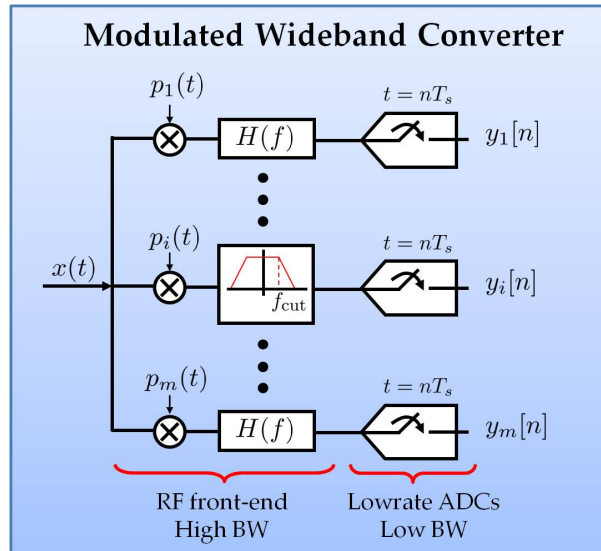 Modulated Wideband Converter
p₁(t)
H(f)
t = nTₛ
y₁[n]
x(t)
pᵢ(t)
f_cut
t = nTₛ
yᵢ[n]
pₘ(t)
H(f)
t = nTₛ
yₘ[n]
RF front-end
High BW
Lowrate ADCs
Low BW